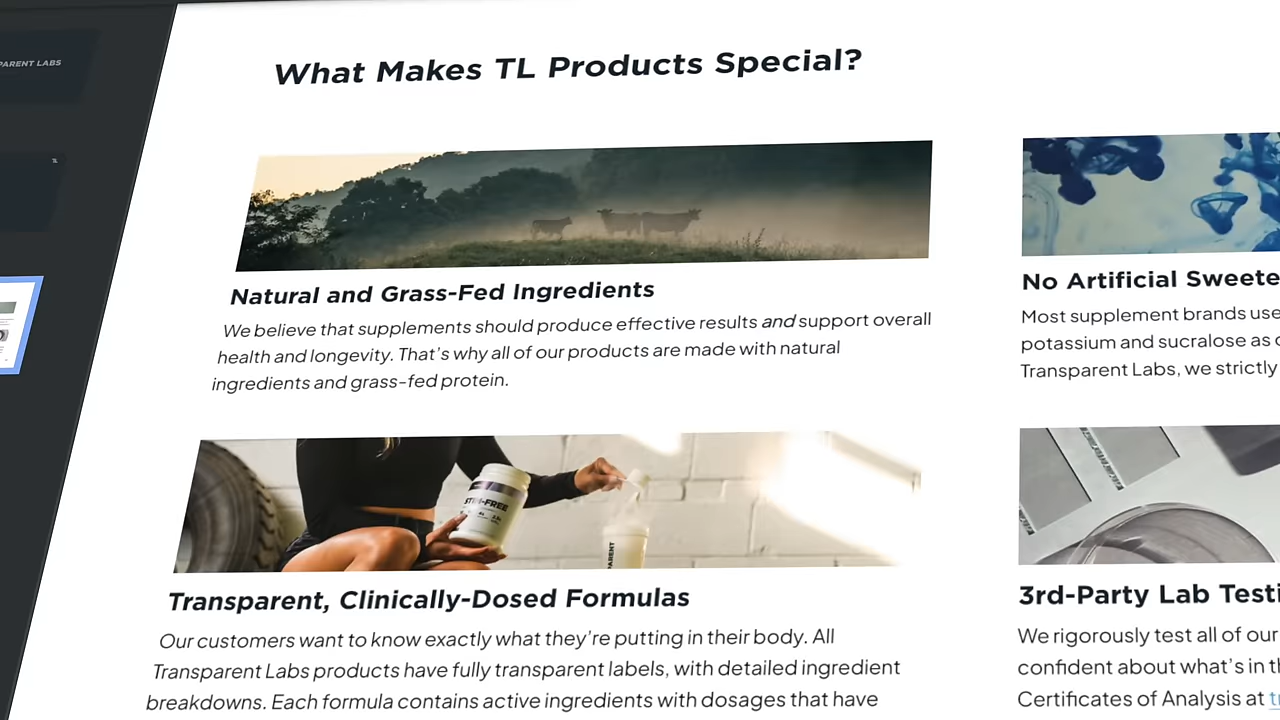 PARENT LABS
What Makes TL Products Special?
Natural and Grass-Fed Ingredients
We believe that supplements should produce effective results and support overall
health and longevity. That's why all of our products are made with natural
ingredients and grass-fed protein.
No Artificial Sweete
Most supplement brands use
potassium and sucralose as
Transparent Labs, we strictly
STIM-FREE
PARENT
Transparent, Clinically-Dosed Formulas
Our customers want to know exactly what they're putting in their body. All
Transparent Labs products have fully transparent labels, with detailed ingredient
breakdowns. Each formula contains active ingredients with dosages that have
3rd-Party Lab Testi
We rigorously test all of our
confident about what's in th
Certificates of Analysis at tr